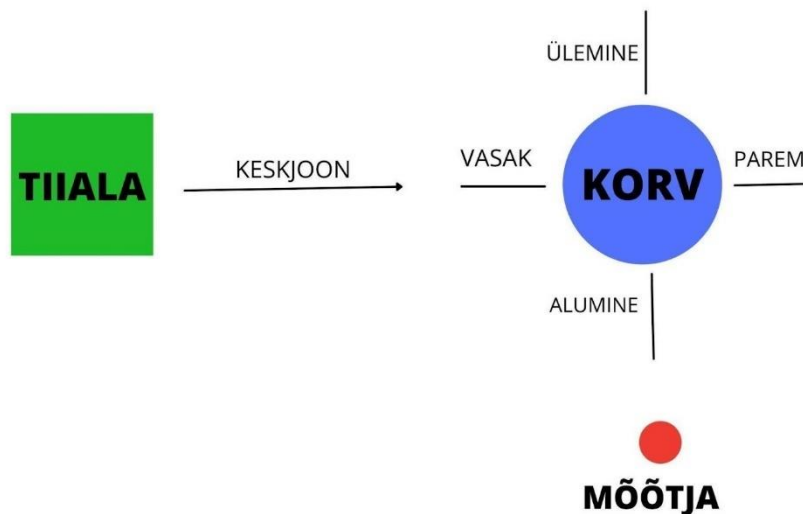 ÜLEMINE
TIIALA
KESKJOON
VASAK
KORV
PAREM
ALUMINE
MÕÕTJA